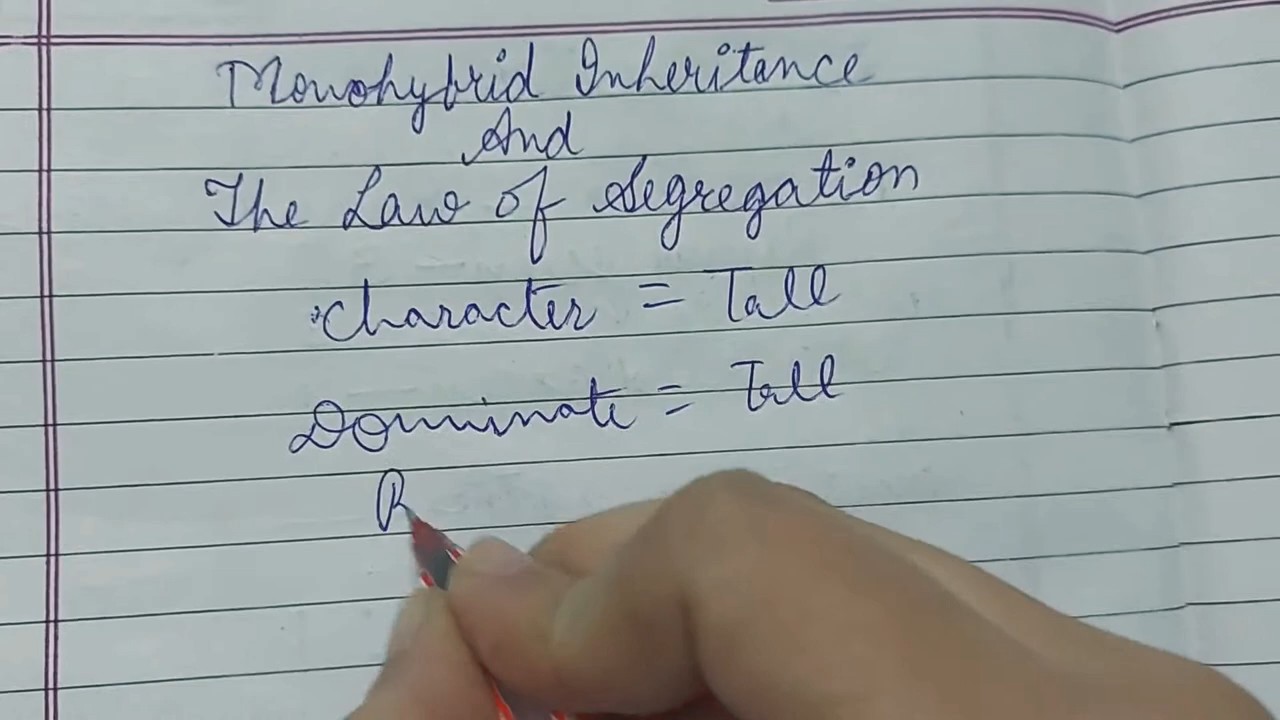 Monohybrid Inheritance
And
The Law of Segregation
Character = Tall
Dominate = Tall
R